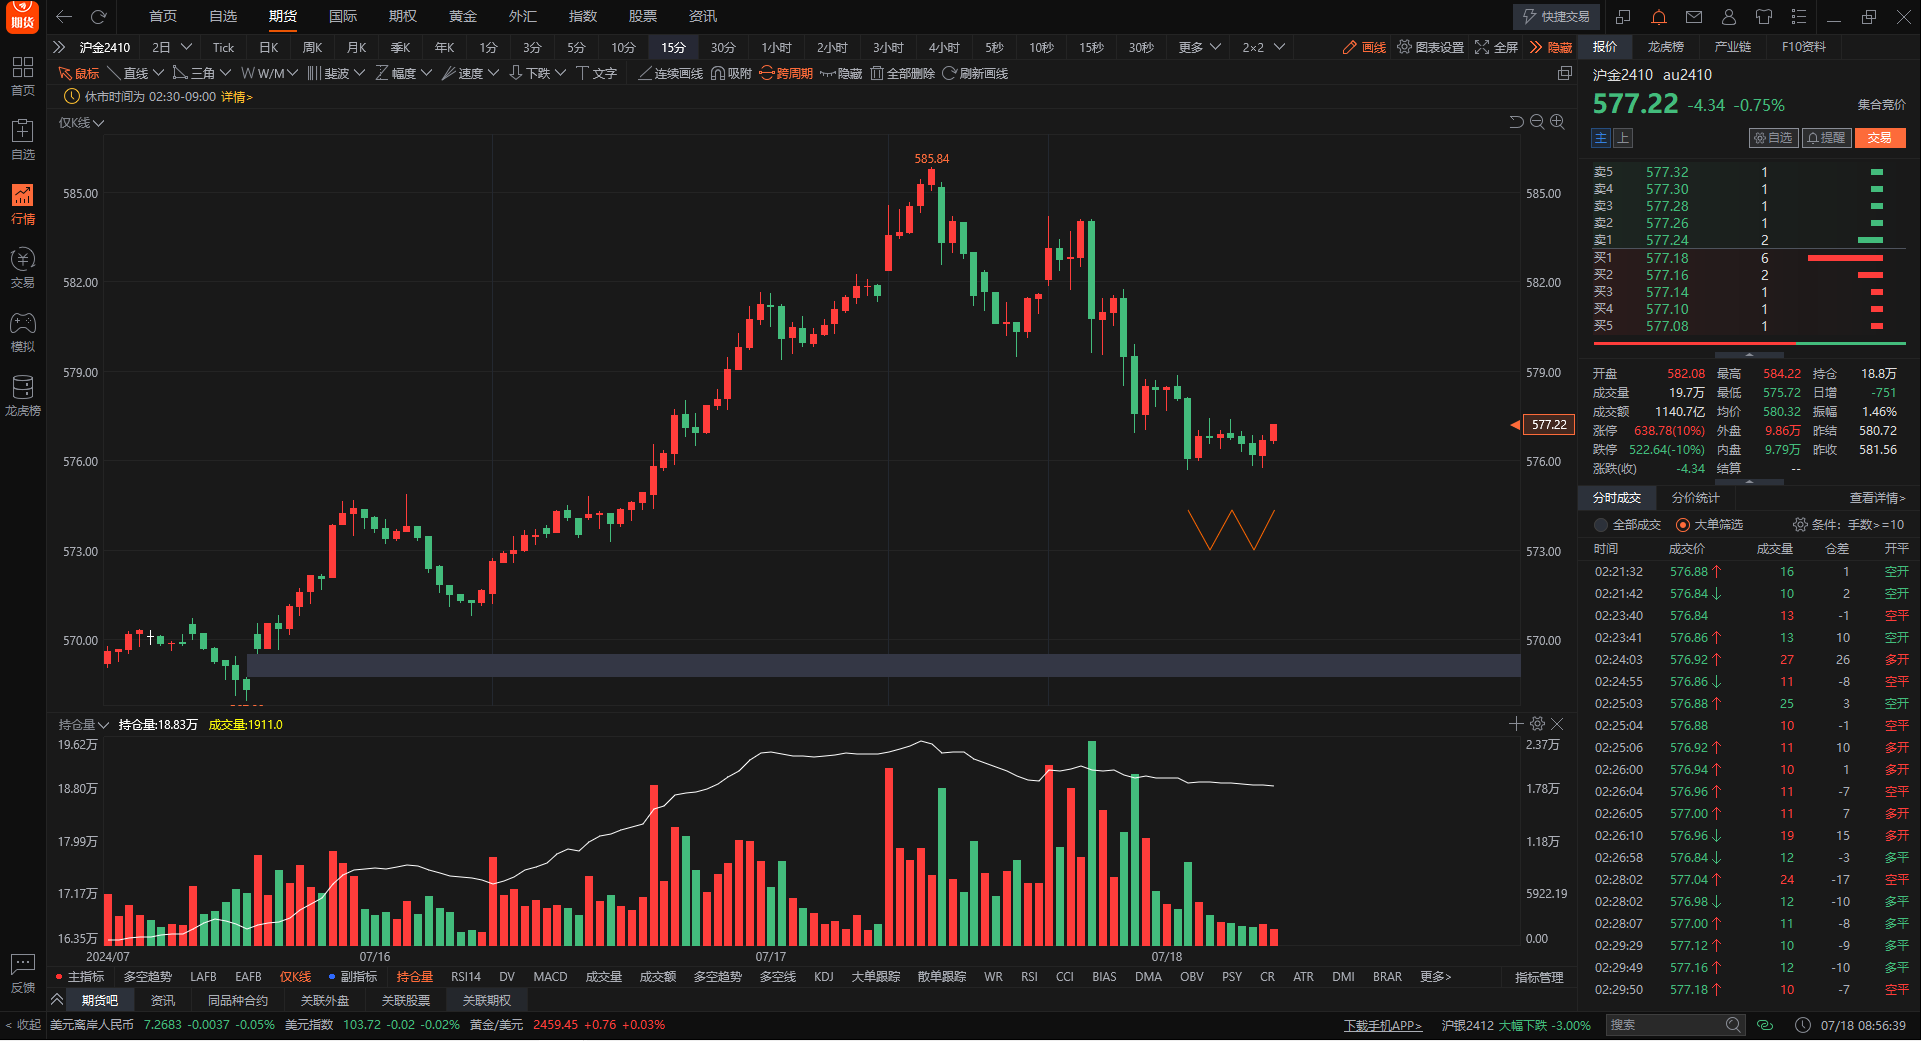 期货 首页 自选 期货 国际 期权 黄金 外汇 指数 股票 资讯 快捷交易
沪金2410 2日 Tick 日K 周K 月K 季K 年K 1分 3分 5分 10分 15分 30分 1小时 2小时 3小时 4小时 5秒 10秒 15秒 30秒 更多 2×2 画线 图表设置 全屏 隐藏
鼠标 直线 三角 W/M 斐波 幅度 速度 下跌 文字 连续画线 吸附 跨周期 隐藏 全部删除 刷新画线
休市时间为 02:30-09:00 详情>
仅K线
首页
自选
行情
交易
模拟
龙虎榜
反馈
585.84
585.00 585.00
582.00 582.00
579.00 579.00
577.22
576.00 576.00
573.00 573.00
570.00 570.00
持仓量 持仓量:18.83万 成交量:1911.0
19.62万 2.37万
18.80万 1.78万
17.99万 1.18万
17.17万 5922.19
16.35万 0.00
2024/07 07/16 07/17 07/18
主指标 多空趋势 LAFB EAFB 仅K线 副指标 持仓量 RSI14 DV MACD 成交量 成交额 多空趋势 多空线 KDJ 大单跟踪 散单跟踪 WR RSI CCI BIAS DMA OBV PSY CR ATR DMI BRAR 更多> 指标管理
期货吧 资讯 同品种合约 关联外盘 关联股票 关联期权
报价 龙虎榜 产业链 F10资料
沪金2410 au2410
577.22 -4.34 -0.75% 集合竞价
主 上 自选 提醒 交易
卖5 577.32 1
卖4 577.30 1
卖3 577.28 1
卖2 577.26 1
卖1 577.24 2
买1 577.18 6
买2 577.16 2
买3 577.14 1
买4 577.10 1
买5 577.08 1
开盘 582.08 最高 584.22 持仓 18.8万
成交量 19.7万 最低 575.72 日增 -751
成交额 1140.7亿 均价 580.32 振幅 1.46%
涨停 638.78(10%) 外盘 9.86万 昨结 580.72
跌停 522.64(-10%) 内盘 9.79万 昨收 581.56
涨跌(收) -4.34 结算 --
分时成交 分价统计 查看详情>
全部成交 大单筛选 条件：手数>=10
时间 成交价 成交量 仓差 开平
02:21:32 576.88↑ 16 1 空开
02:21:42 576.84↓ 10 2 空开
02:23:40 576.84 13 -1 空平
02:23:41 576.86↑ 13 10 空开
02:24:03 576.92↑ 27 26 多开
02:24:55 576.86↓ 11 -8 空平
02:25:03 576.88↑ 25 3 空开
02:25:04 576.88 10 -1 空平
02:25:06 576.92↑ 11 10 多开
02:26:00 576.94↑ 10 1 多开
02:26:04 576.96↑ 11 -7 空平
02:26:05 577.00↑ 11 7 多开
02:26:10 576.96↓ 19 15 多开
02:26:58 576.84↓ 12 -3 多平
02:28:02 577.04↑ 24 -17 空平
02:28:02 576.98↓ 12 -10 多平
02:28:07 577.00↑ 11 -8 多平
02:29:29 577.12↑ 10 -9 多平
02:29:49 577.16↑ 12 -10 多平
02:29:50 577.18↑ 10 -7 空平
< 收起 美元离岸人民币 7.2683 -0.0037 -0.05% 美元指数 103.72 -0.02 -0.02% 黄金/美元 2459.45 +0.76 +0.03% 下载手机APP> 沪银2412 大幅下跌 -3.00% 搜索 07/18 08:56:39